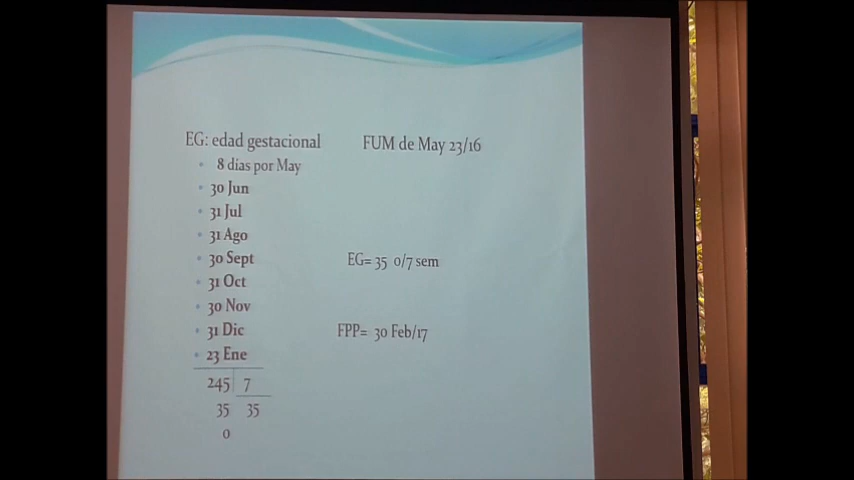 EG: edad gestacional
FUM de May 23/16
8 días por May
30 Jun
31 Jul
31 Ago
30 Sept
31 Oct
30 Nov
31 Dic
23 Ene
245 7
35 35
0
EG= 35 0/7 sem
FPP= 30 Feb/17